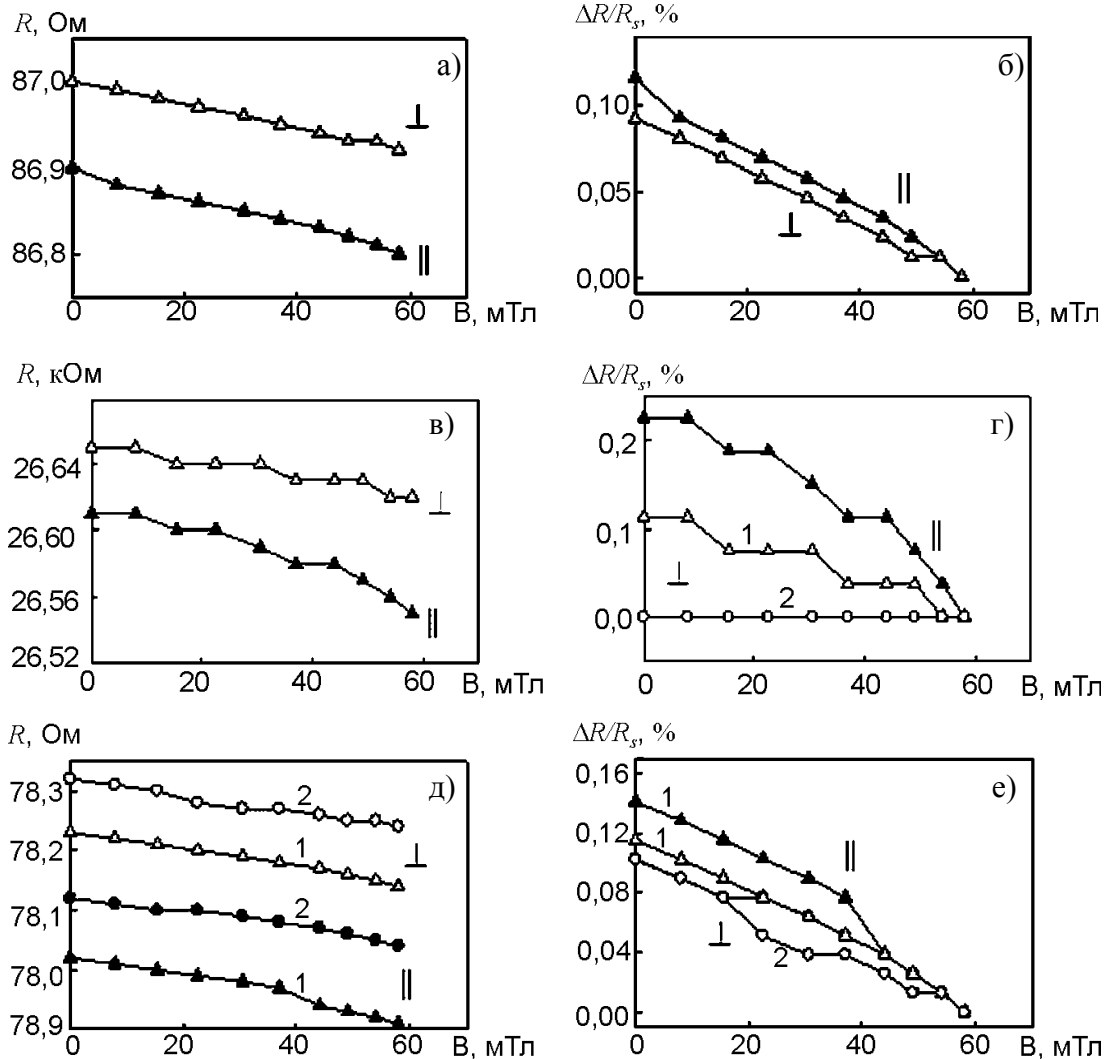 R, Ом
а)
87,0
86,9
86,8
⊥
||
0 20 40 60 B, мТл
ΔR/Rs, %
б)
0,10
0,05
0,00
||
⊥
0 20 40 60 B, мТл
R, кОм
в)
26,64
26,60
26,56
26,52
⊥
||
0 20 40 60 B, мТл
ΔR/Rs, %
г)
0,2
0,1
0,0
1
||
⊥
2
0 20 40 60 B, мТл
R, Ом
д)
78,3
78,2
78,1
78,0
78,9
2
1
⊥
2
1
||
0 20 40 60 B, мТл
ΔR/Rs, %
е)
0,16
0,12
0,08
0,04
0,00
1
1
||
⊥
2
0 20 40 60 B, мТл